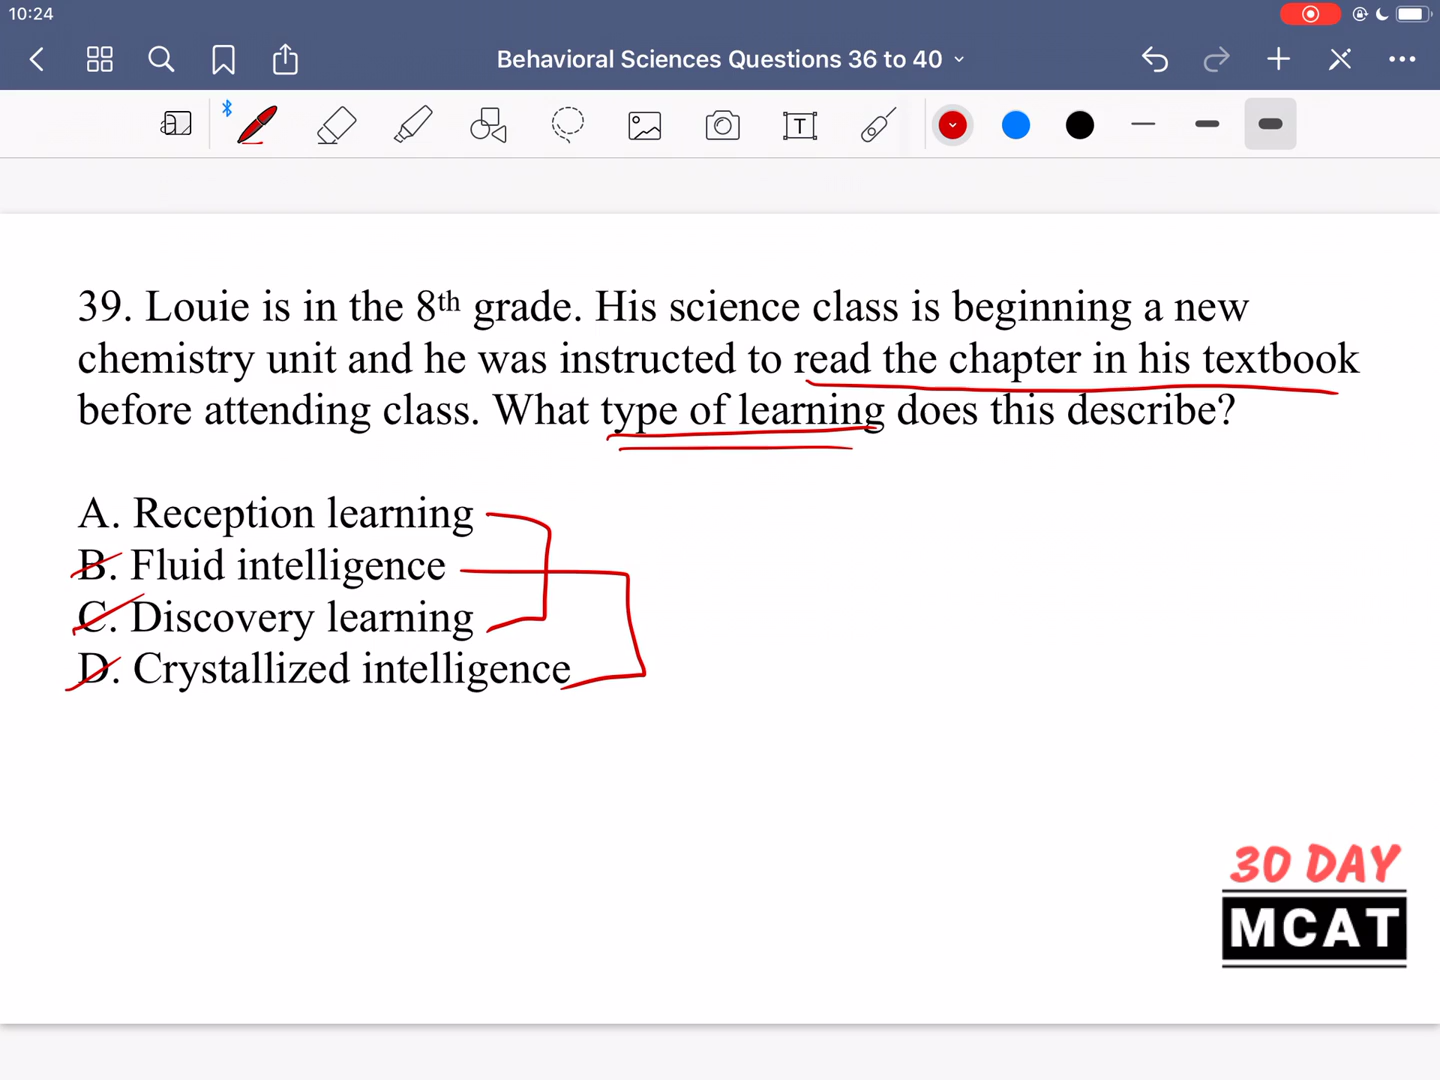 10:24
Behavioral Sciences Questions 36 to 40
a
T
39. Louie is in the 8th grade. His science class is beginning a new
chemistry unit and he was instructed to read the chapter in his textbook
before attending class. What type of learning does this describe?
A. Reception learning
B. Fluid intelligence
C. Discovery learning
D. Crystallized intelligence
30 DAY
MCAT